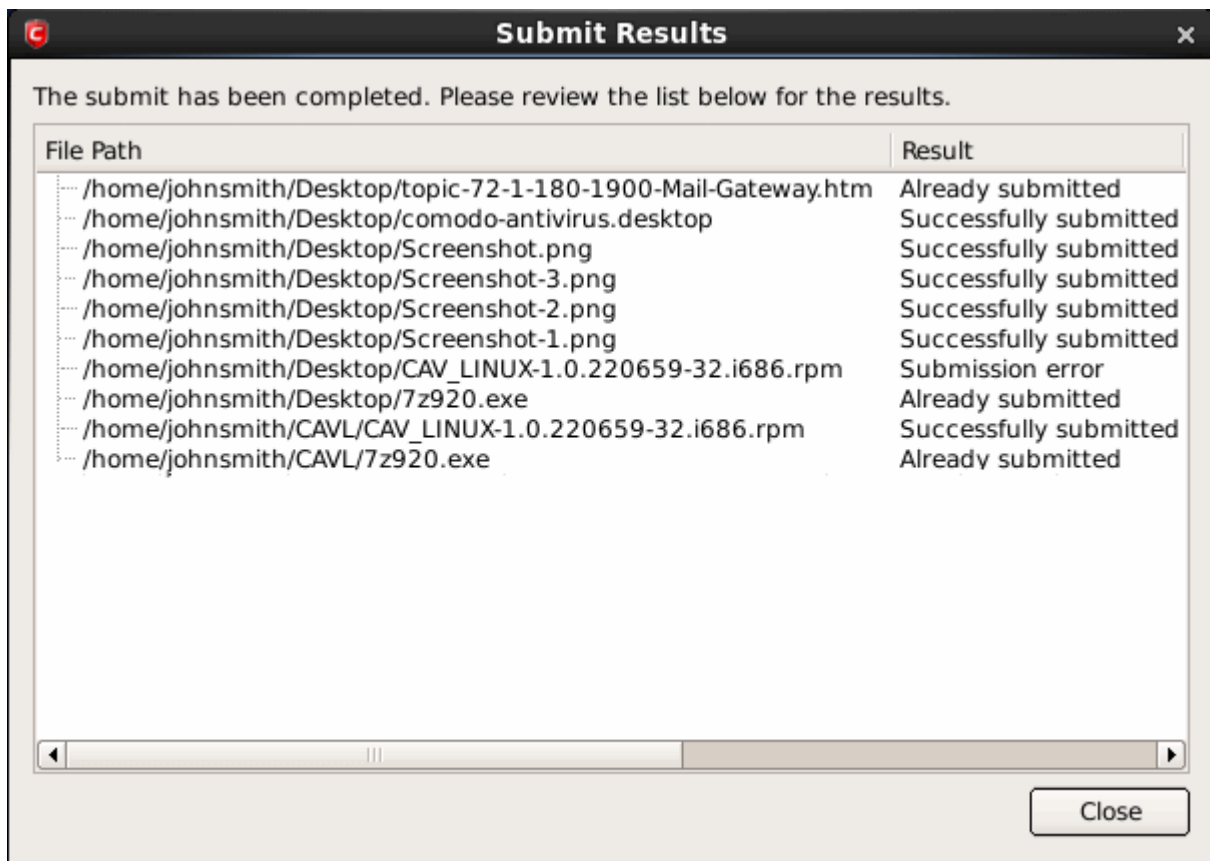 Submit Results
The submit has been completed. Please review the list below for the results.
File Path Result
/home/johnsmith/Desktop/topic-72-1-180-1900-Mail-Gateway.htm Already submitted
/home/johnsmith/Desktop/comodo-antivirus.desktop Successfully submitted
/home/johnsmith/Desktop/Screenshot.png Successfully submitted
/home/johnsmith/Desktop/Screenshot-3.png Successfully submitted
/home/johnsmith/Desktop/Screenshot-2.png Successfully submitted
/home/johnsmith/Desktop/Screenshot-1.png Successfully submitted
/home/johnsmith/Desktop/CAV_LINUX-1.0.220659-32.i686.rpm Submission error
/home/johnsmith/Desktop/7z920.exe Already submitted
/home/johnsmith/CAVL/CAV_LINUX-1.0.220659-32.i686.rpm Successfully submitted
/home/johnsmith/CAVL/7z920.exe Already submitted
Close